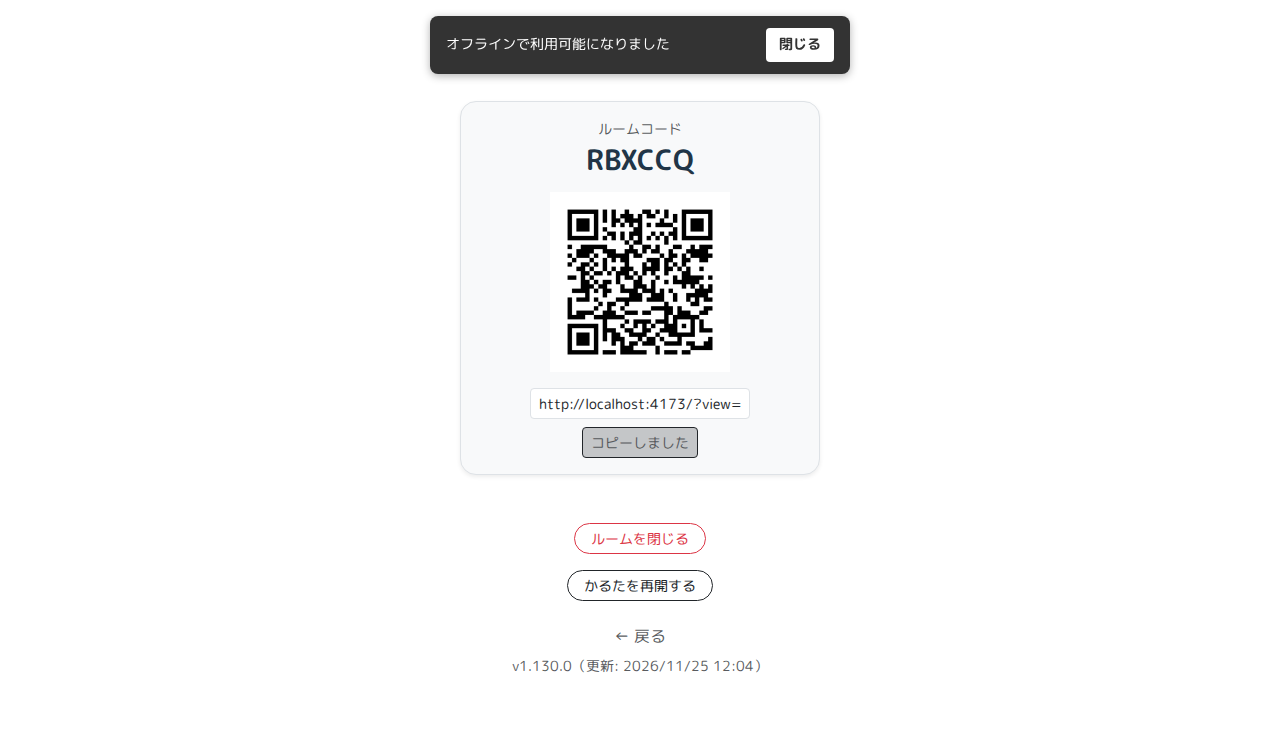 オフラインで利用可能になりました
閉じる
ルームコード
RBXCCQ
http://localhost:4173/?view=
コピーしました
ルームを閉じる
かるたを再開する
← 戻る
v1.130.0（更新: 2026/11/25 12:04）